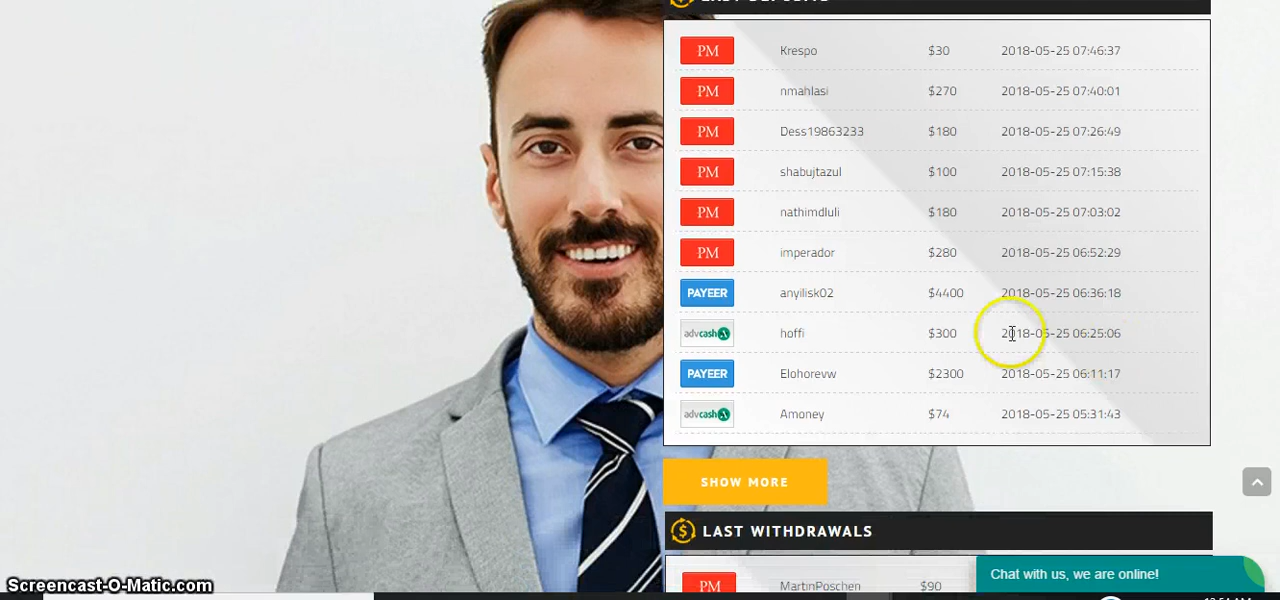 PM Krespo $30 2018-05-25 07:46:37
PM nmahlasi $270 2018-05-25 07:40:01
PM Dess19863233 $180 2018-05-25 07:26:49
PM shabujtazul $100 2018-05-25 07:15:38
PM nathimdluli $180 2018-05-25 07:03:02
PM imperador $280 2018-05-25 06:52:29
PAYEER anyilisk02 $4400 2018-05-25 06:36:18
advcash hoffi $300 2018-05-25 06:25:06
PAYEER Elohorevw $2300 2018-05-25 06:11:17
advcash Amoney $74 2018-05-25 05:31:43
SHOW MORE
LAST WITHDRAWALS
PM MartinPoschen $90
Chat with us, we are online!
Screencast-O-Matic.com